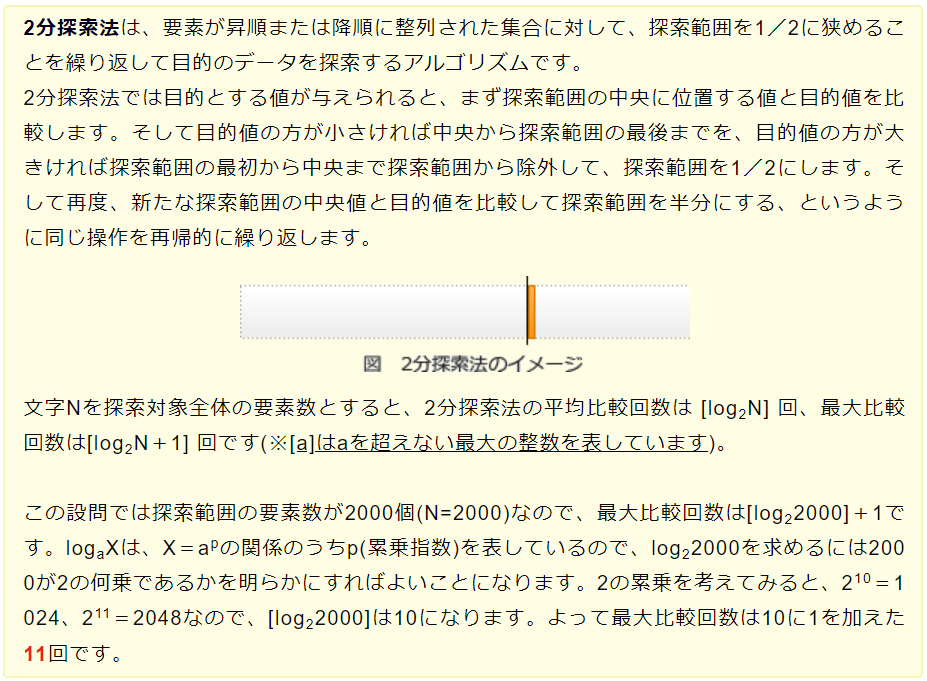 2分探索法は、要素が昇順または降順に整列された集合に対して、探索範囲を1／2に狭めるこ
とを繰り返して目的のデータを探索するアルゴリズムです。
2分探索法では目的とする値が与えられると、まず探索範囲の中央に位置する値と目的値を比
較します。そして目的値の方が小さければ中央から探索範囲の最後までを、目的値の方が大
きければ探索範囲の最初から中央まで探索範囲から除外して、探索範囲を1／2にします。そ
して再度、新たな探索範囲の中央値と目的値を比較して探索範囲を半分にする、というよう
に同じ操作を再帰的に繰り返します。
図　2分探索法のイメージ
文字Nを探索対象全体の要素数とすると、2分探索法の平均比較回数は [log₂N] 回、最大比較
回数は[log₂N＋1] 回です(※[a]はaを超えない最大の整数を表しています)。
この設問では探索範囲の要素数が2000個(N=2000)なので、最大比較回数は[log₂2000]＋1で
す。logₐXは、X＝aᵖの関係のうちp(累乗指数)を表しているので、log₂2000を求めるには200
0が2の何乗であるかを明らかにすればよいことになります。2の累乗を考えてみると、2¹⁰＝1
024、2¹¹＝2048なので、[log₂2000]は10になります。よって最大比較回数は10に1を加えた
11回です。